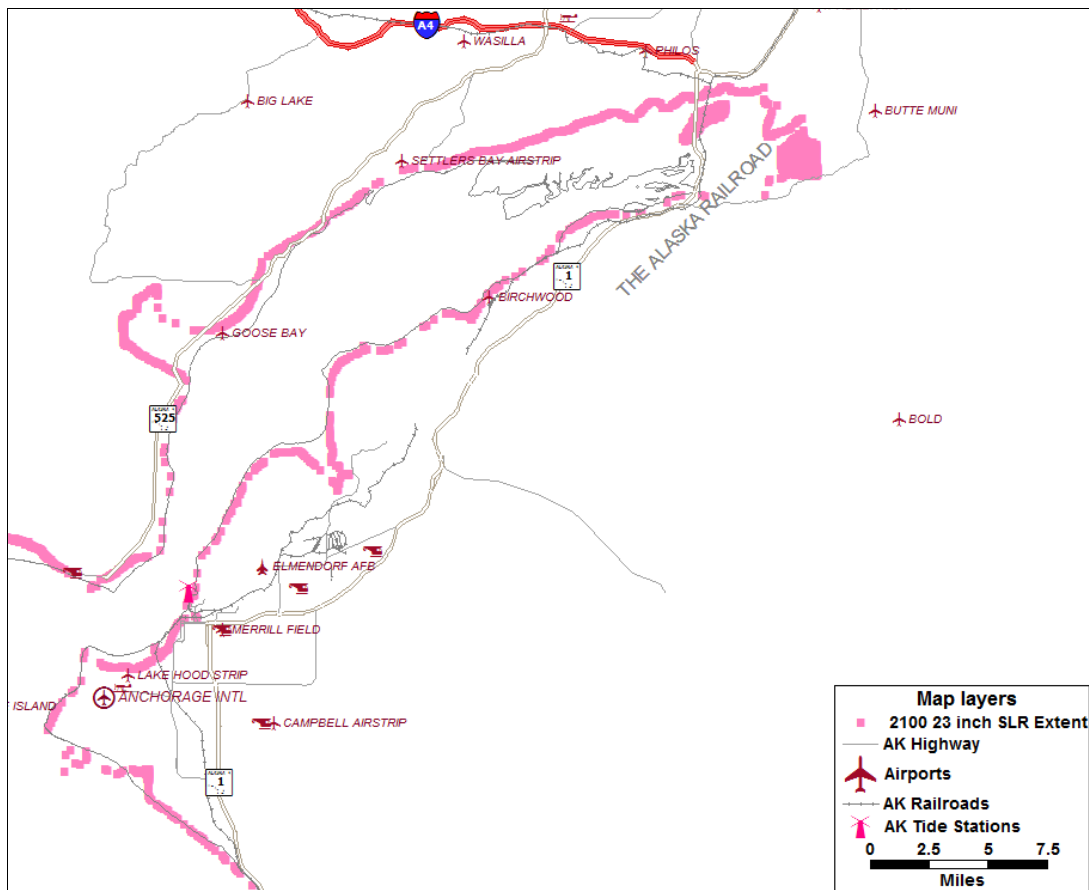 A4
WASILLA
PHILOS
BIG LAKE
BUTTE MUNI
SETTLERS BAY AIRSTRIP
THE ALASKA RAILROAD
1
BIRCHWOOD
GOOSE BAY
525
BOLD
ELMENDORF AFB
MERRILL FIELD
LAKE HOOD STRIP
ANCHORAGE INTL
ISLAND
CAMPBELL AIRSTRIP
1
Map layers
2100 23 inch SLR Extent
AK Highway
Airports
AK Railroads
AK Tide Stations
0 2.5 5 7.5
Miles